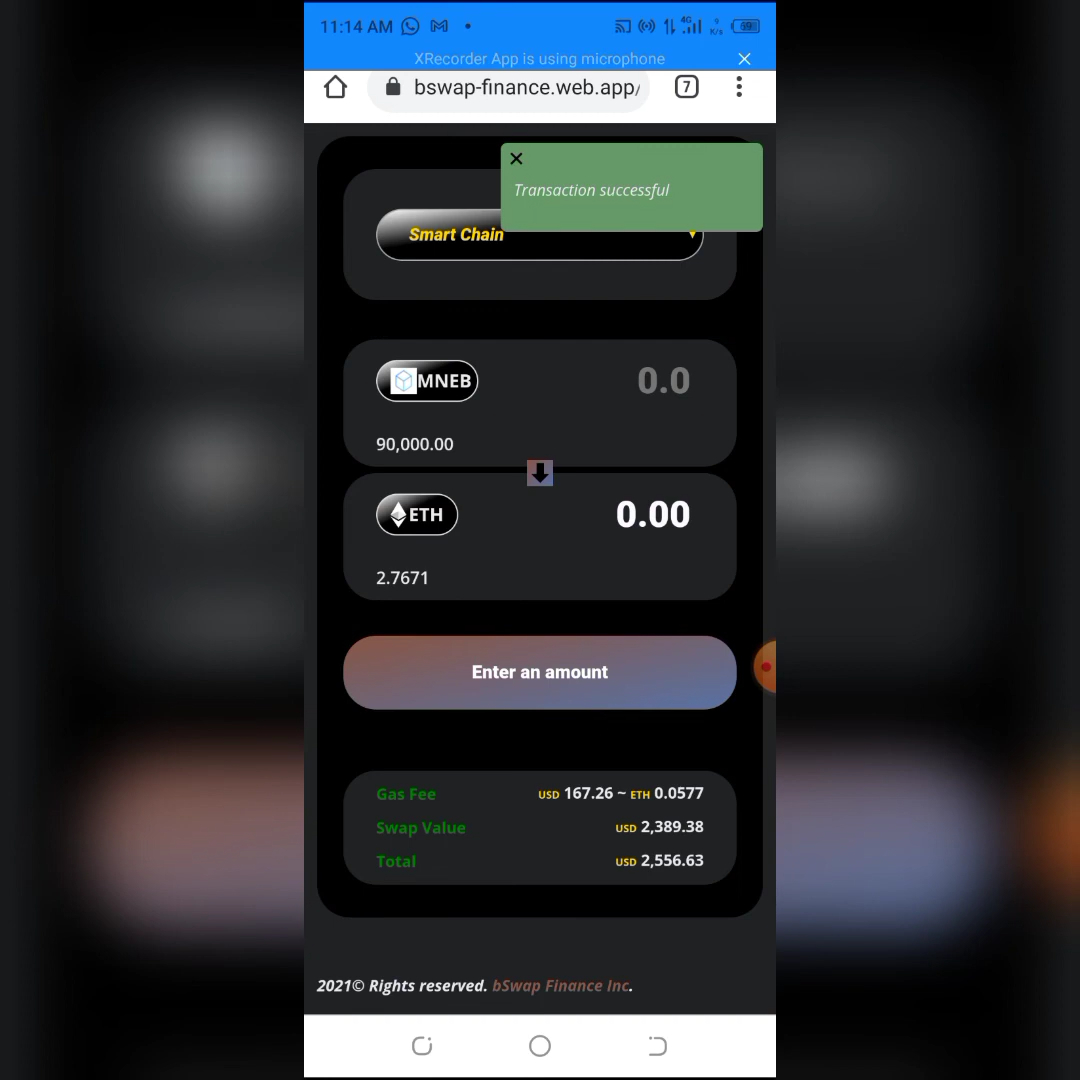 11:14 AM
4G
9
K/s
XRecorder App is using microphone
bswap-finance.web.app/
7
Transaction successful
Smart Chain
MNEB
0.0
90,000.00
ETH
0.00
2.7671
Enter an amount
Gas Fee
USD 167.26 ~ ETH 0.0577
Swap Value
USD 2,389.38
Total
USD 2,556.63
2021© Rights reserved. bSwap Finance Inc.